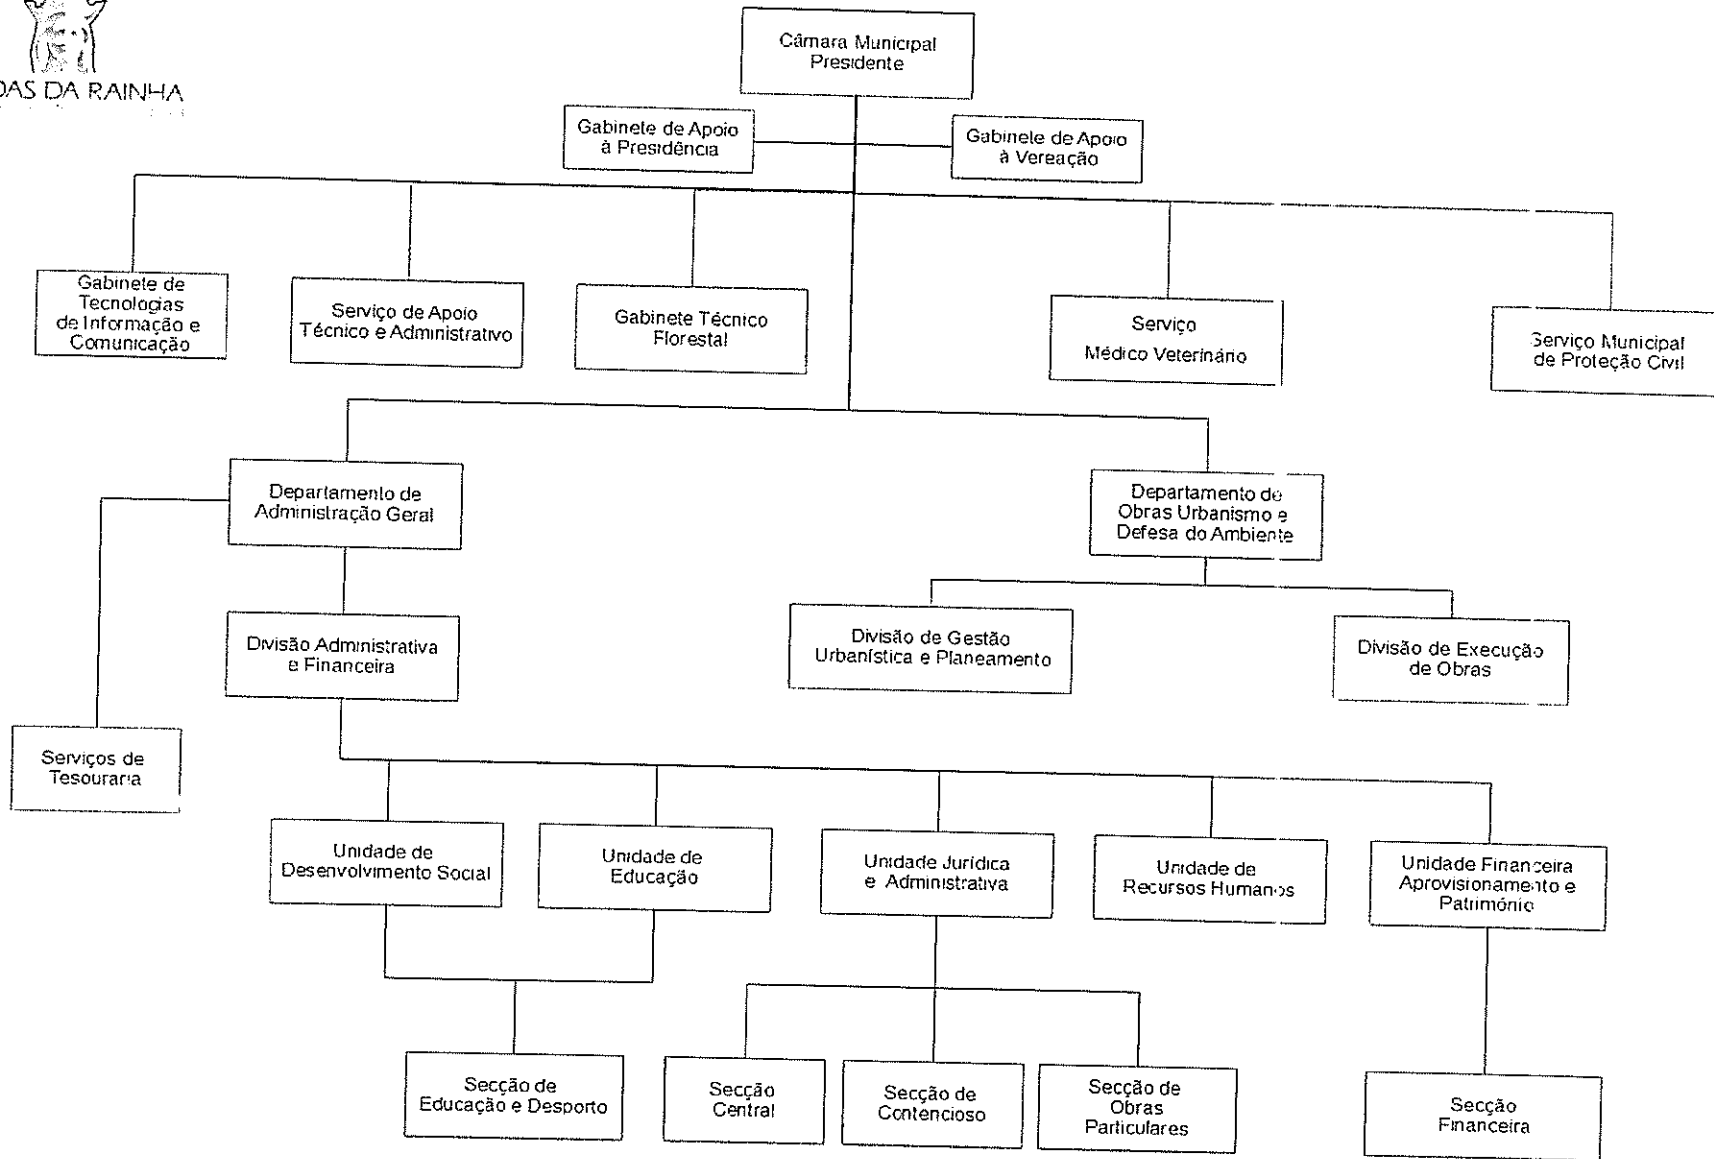 DAS DA RAINHA
Câmara Municipal
Presidente
Gabinete de Apoio
à Presidência
Gabinete de Apoio
à Vereação
Gabinete de
Tecnologias
de Informação e
Comunicação
Serviço de Apoio
Técnico e Administrativo
Gabinete Técnico
Florestal
Serviço
Médico Veterinário
Serviço Municipal
de Proteção Civil
Departamento de
Administração Geral
Departamento de
Obras Urbanismo e
Defesa do Ambiente
Divisão Administrativa
e Financeira
Divisão de Gestão
Urbanística e Planeamento
Divisão de Execução
de Obras
Serviços de
Tesouraria
Unidade de
Desenvolvimento Social
Unidade de
Educação
Unidade Jurídica
e Administrativa
Unidade de
Recursos Humanos
Unidade Financeira
Aprovisionamento e
Património
Secção de
Educação e Desporto
Secção
Central
Secção de
Contencioso
Secção de
Obras
Particulares
Secção
Financeira